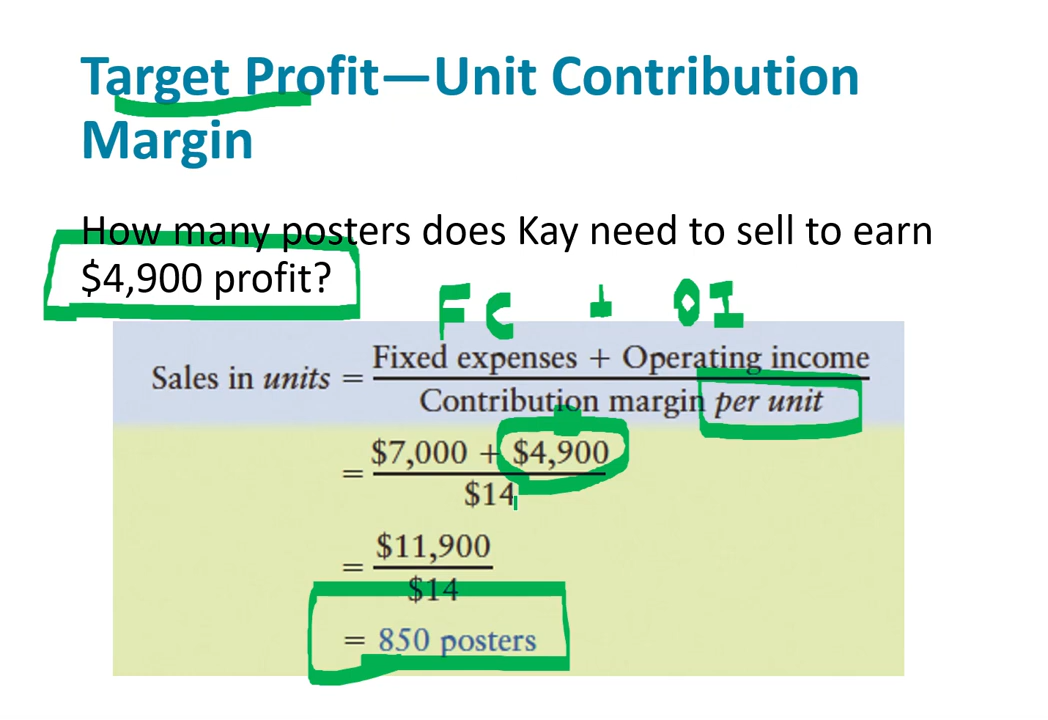 Target Profit—Unit Contribution
Margin
How many posters does Kay need to sell to earn
$4,900 profit?
FC + OI
Sales in units = Fixed expenses + Operating income
Contribution margin per unit
= $7,000 + $4,900
$14
= $11,900
$14
= 850 posters